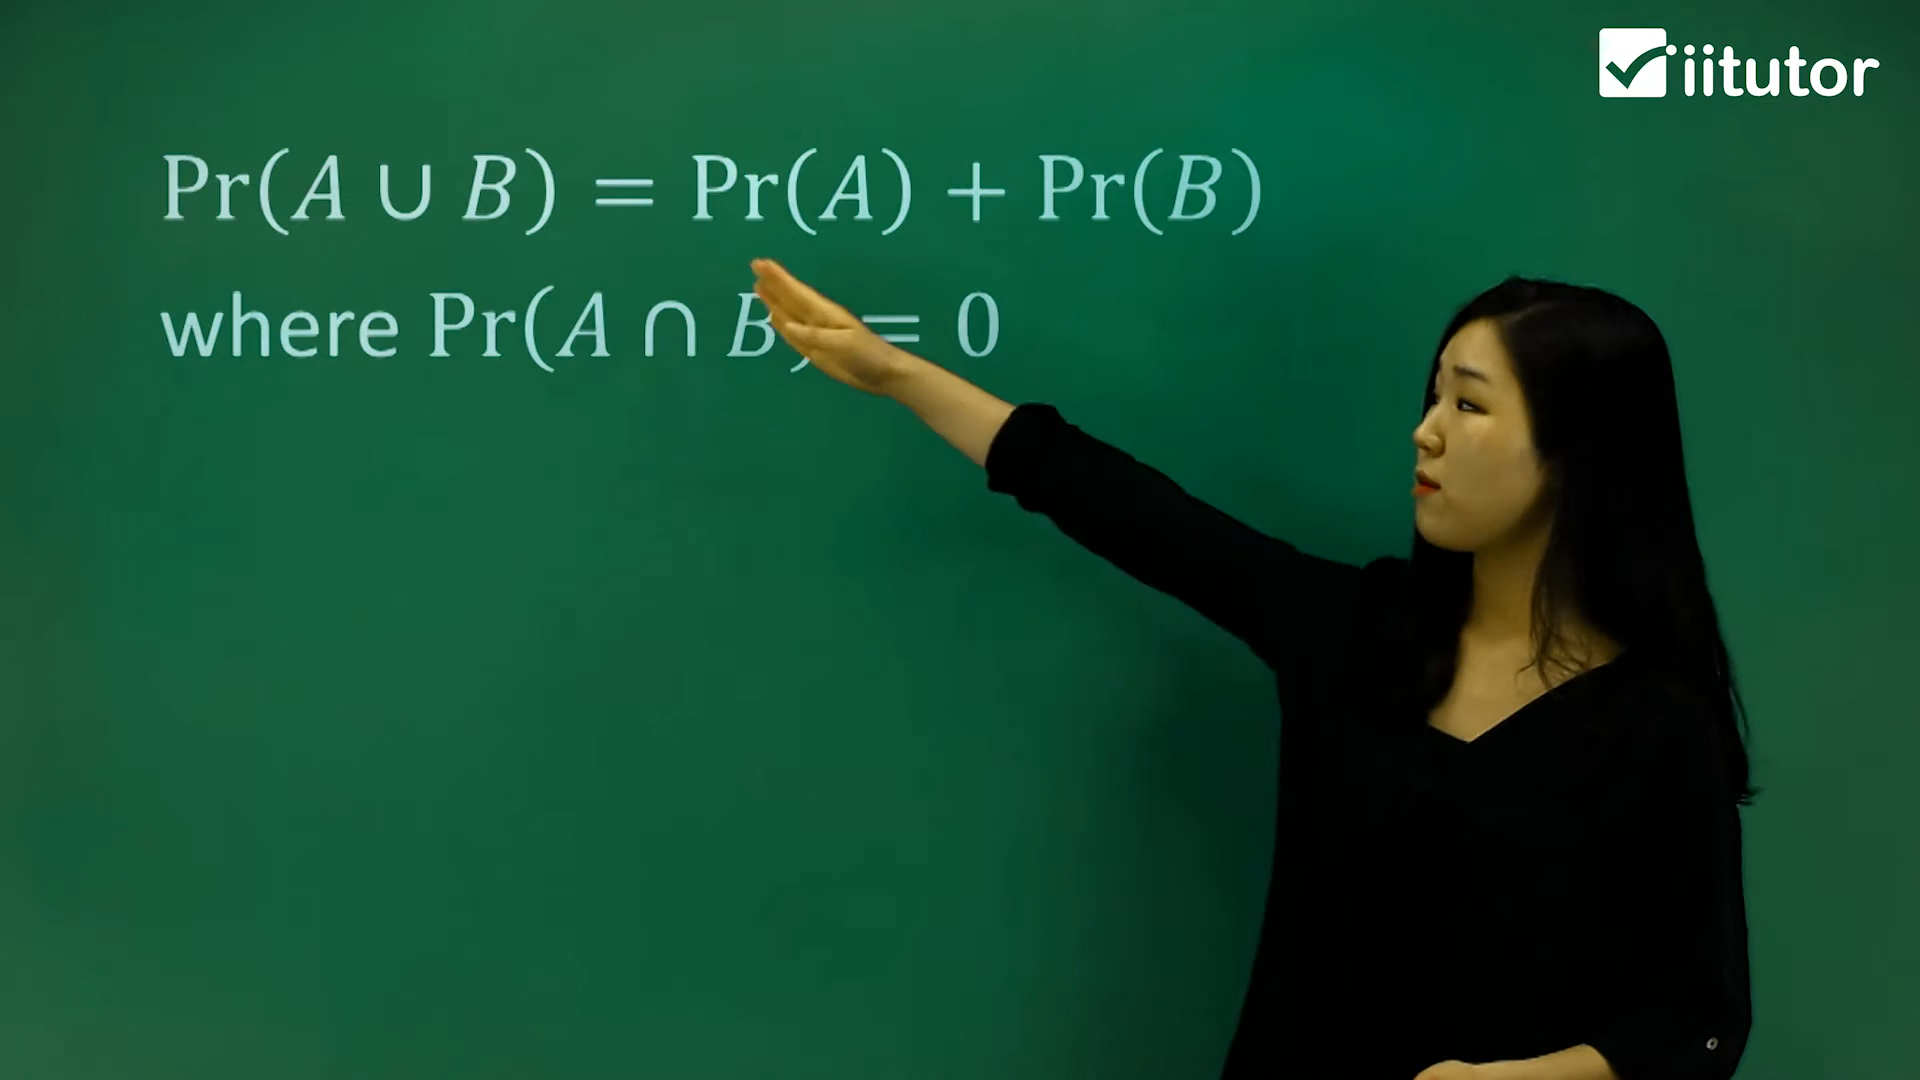 iitutor
Pr(A ∪ B) = Pr(A) + Pr(B)
where Pr(A ∩ B) = 0